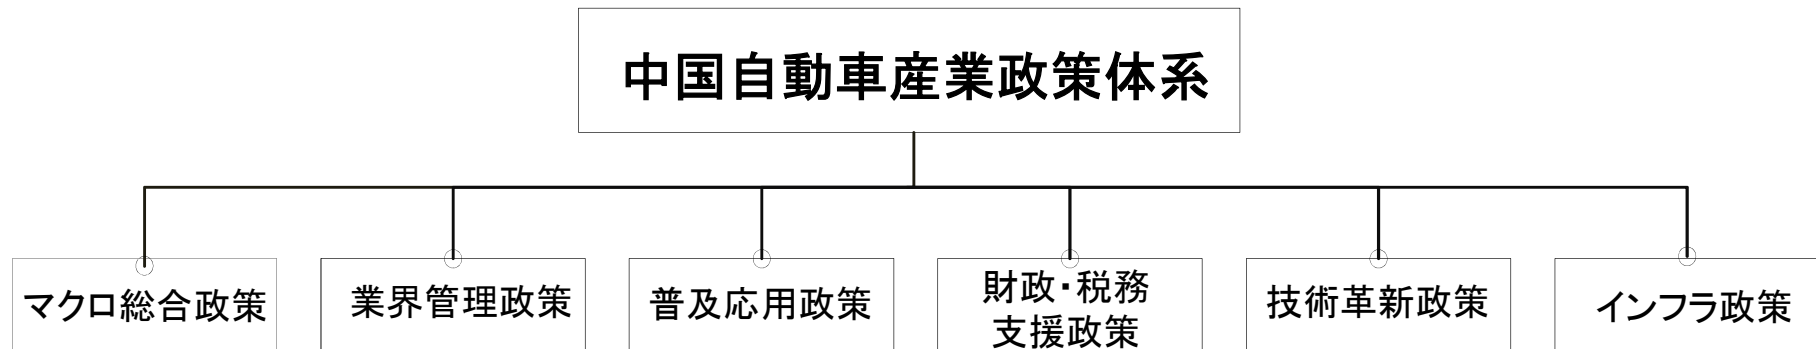 中国自動車産業政策体系
マクロ総合政策
業界管理政策
普及応用政策
財政・税務
支援政策
技術革新政策
インフラ政策